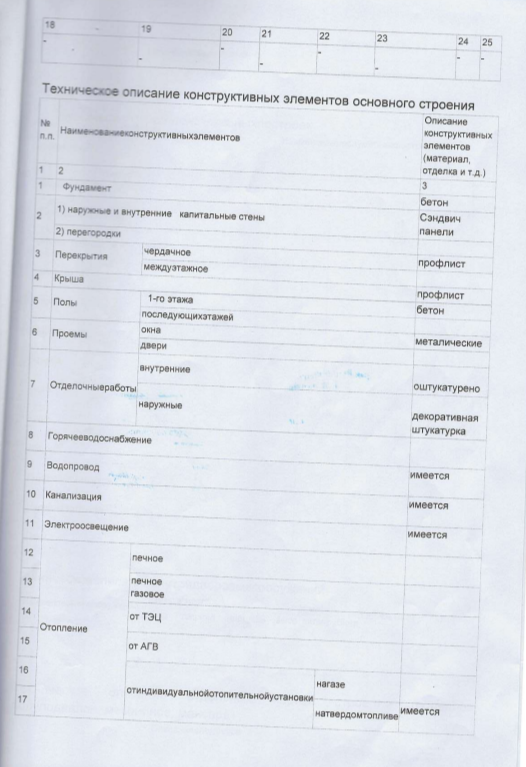 18 19 20 21 22 23 24 25
- - - - - - - -
Техническое описание конструктивных элементов основного строения
№ п.п. Наименованиеконструктивныхэлементов Описание конструктивных элементов (материал, отделка и т.д.)
1 2 3
1 Фундамент бетон
2 1) наружные и внутренние капитальные стены Сэндвич панели
2) перегородки
3 Перекрытия чердачное профлист
междуэтажное
4 Крыша профлист
5 Полы 1-го этажа бетон
последующихэтажей
6 Проемы окна металические
двери
7 Отделочныеработы внутренние оштукатурено
наружные декоративная штукатурка
8 Горячееводоснабжение
9 Водопровод имеется
10 Канализация имеется
11 Электроосвещение имеется
12 Отопление печное
13 печное газовое
14 от ТЭЦ
15 от АГВ
16 отиндивидуальнойотопительнойустановки нагазе
17 натвердомтопливе имеется